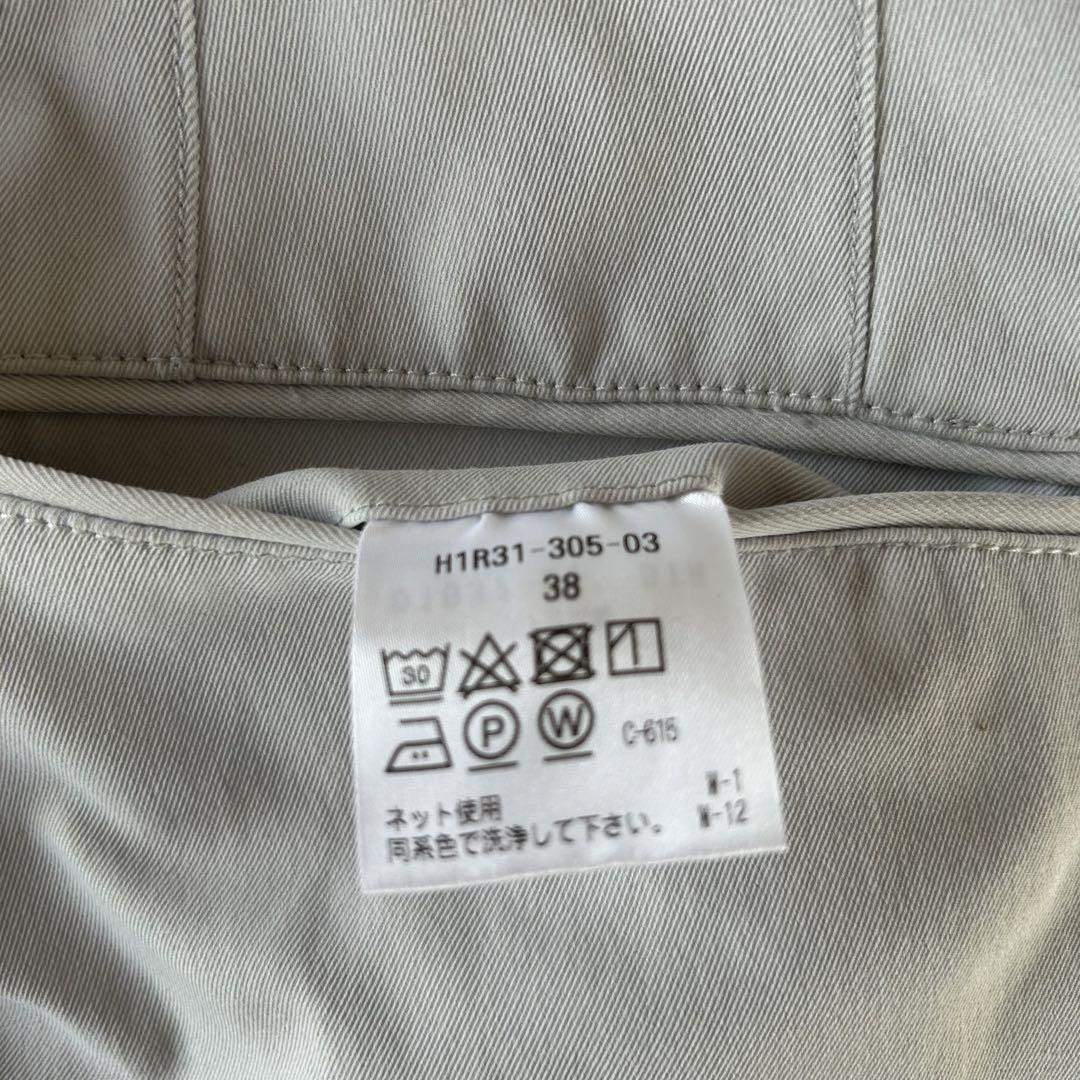 H1R31-305-03
38
30
P W C-615
ネット使用 W-1
同系色で洗浄して下さい。 W-12